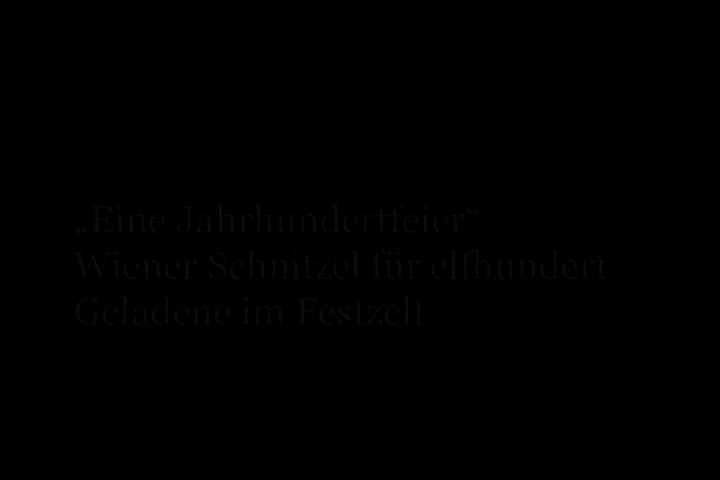 „Eine Jahrhundertfeier“
Wiener Schnitzel für elfhundert
Geladene im Festzelt